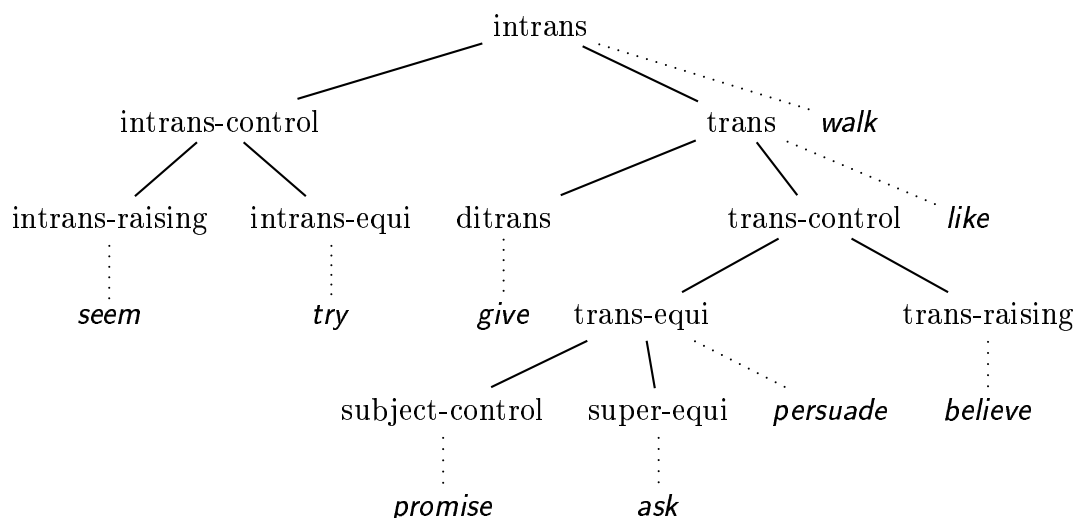 intrans
intrans-control trans walk
intrans-raising intrans-equi ditrans trans-control like
seem try give trans-equi trans-raising
subject-control super-equi persuade believe
promise ask